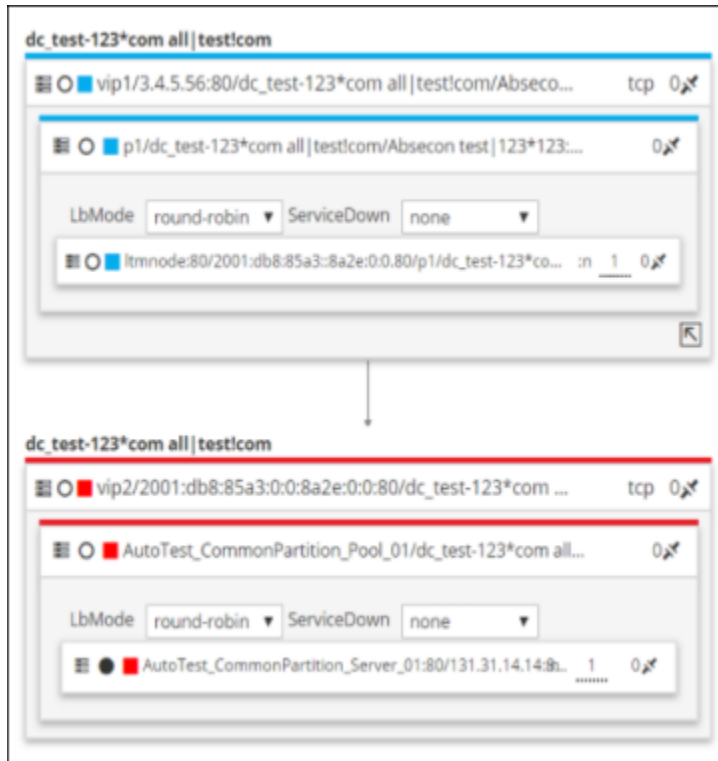 dc_test-123*com all|test!com
vip1/3.4.5.56:80/dc_test-123*com all|test!com/Abseco... tcp 0
p1/dc_test-123*com all|test!com/Absecon test|123*123:... 0
LbMode round-robin ServiceDown none
ltmnode:80/2001:db8:85a3::8a2e:0:0.80/p1/dc_test-123*co... :n 1 0
dc_test-123*com all|test!com
vip2/2001:db8:85a3:0:0:8a2e:0:0:80/dc_test-123*com ... tcp 0
AutoTest_CommonPartition_Pool_01/dc_test-123*com all... 0
LbMode round-robin ServiceDown none
AutoTest_CommonPartition_Server_01:80/131.31.14.14:8... 1 0